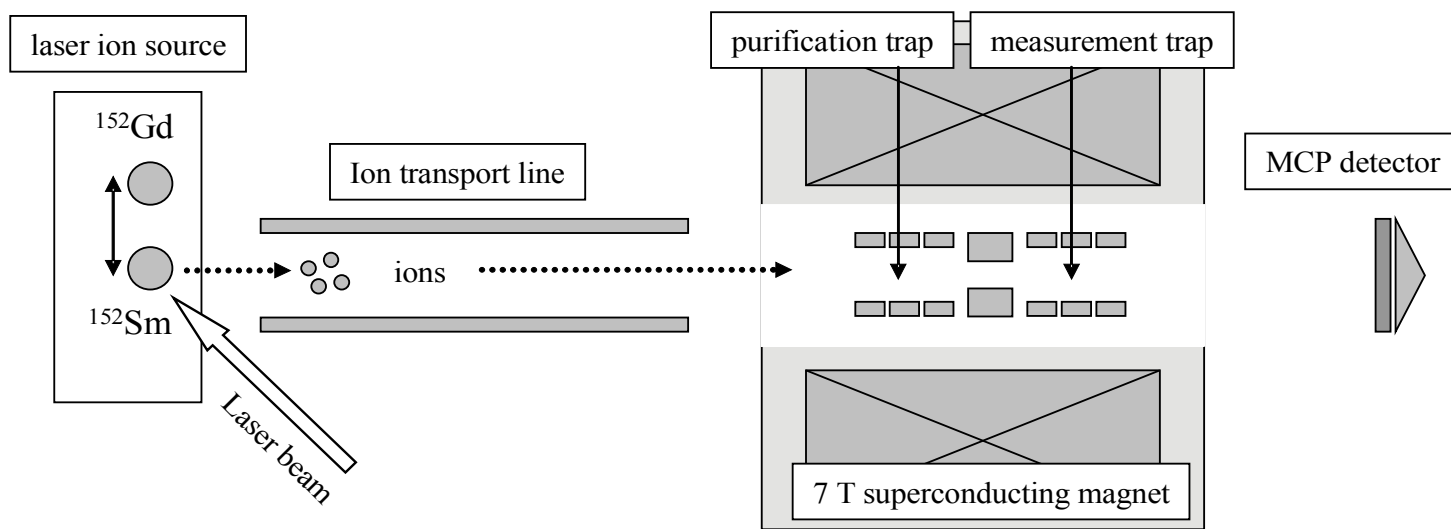 laser ion source
¹⁵²Gd
¹⁵²Sm
Laser beam
Ion transport line
ions
purification trap
measurement trap
7 T superconducting magnet
MCP detector